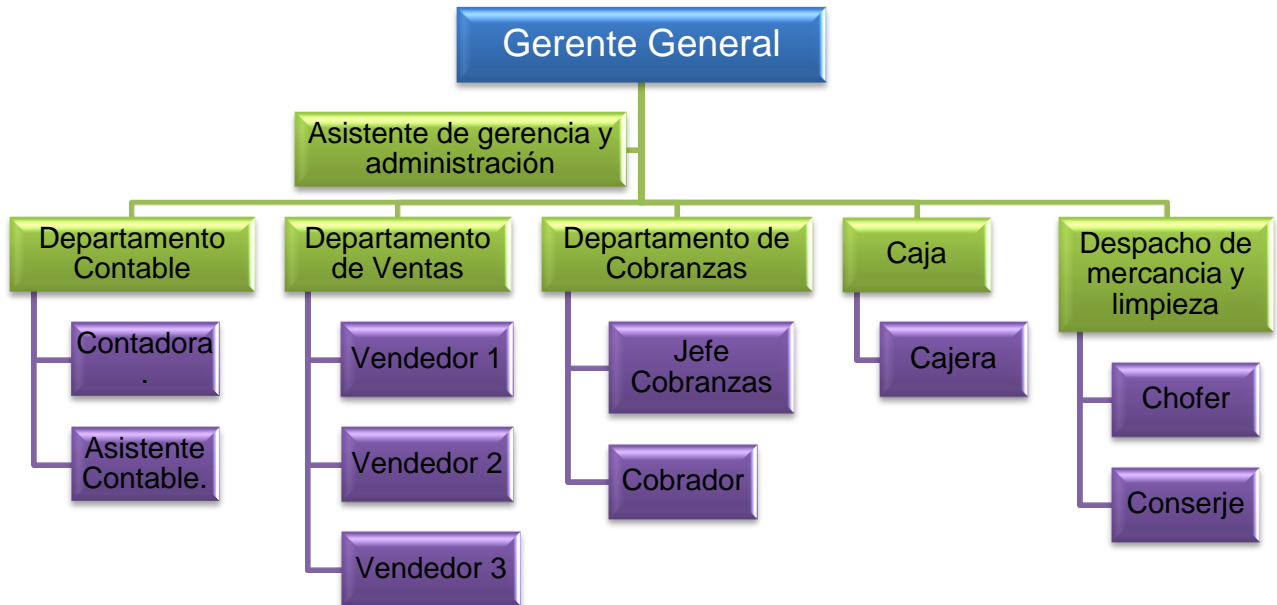 Gerente General
Asistente de gerencia y
administración
Departamento
Contable
Departamento
de Ventas
Departamento de
Cobranzas
Caja
Despacho de
mercancia y
limpieza
Contadora
.
Asistente
Contable.
Vendedor 1
Vendedor 2
Vendedor 3
Jefe
Cobranzas
Cobrador
Cajera
Chofer
Conserje